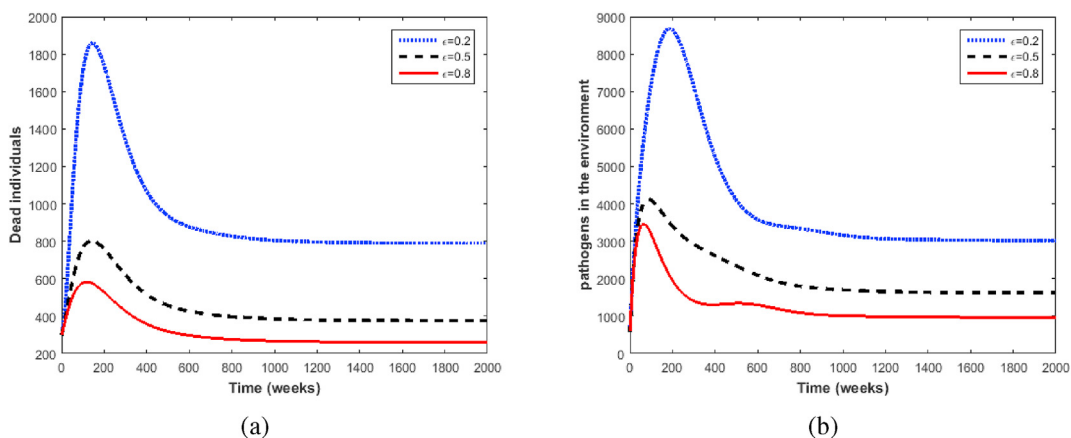 2000
1800
1600
1400
1200
1000
800
600
400
200
Dead individuals
ϵ=0.2
ϵ=0.5
ϵ=0.8
0 200 400 600 800 1000 1200 1400 1600 1800 2000
Time (weeks)
(a)
9000
8000
7000
6000
5000
4000
3000
2000
1000
0
pathogens in the environment
ϵ=0.2
ϵ=0.5
ϵ=0.8
0 200 400 600 800 1000 1200 1400 1600 1800 2000
Time (weeks)
(b)